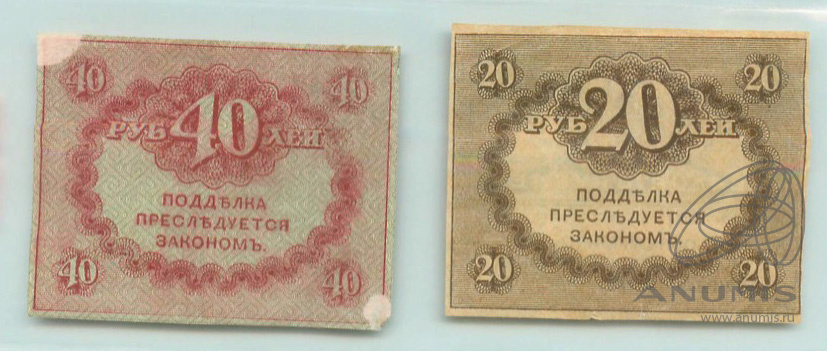 40 40
РУБ 40 ЛЕЙ
ПОДДѢЛКА
ПРЕСЛѢДУЕТСЯ
ЗАКОНОМЪ.
40 40
20 20
РУБ 20 ЛЕЙ
ПОДДѢЛКА
ПРЕСЛѢДУЕТСЯ
ЗАКОНОМЪ.
20 20
ANUMIS
www.anumis.ru